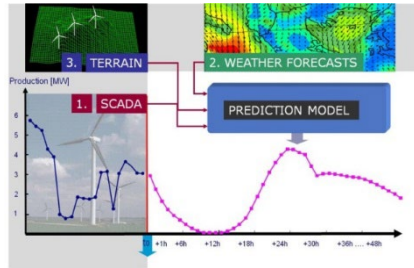 3. TERRAIN
2. WEATHER FORECASTS
Production [MW]
1. SCADA
PREDICTION MODEL
6
5
4
3
2
1
+1h +6h +12h +18h +24h +30h +36h .... +48h